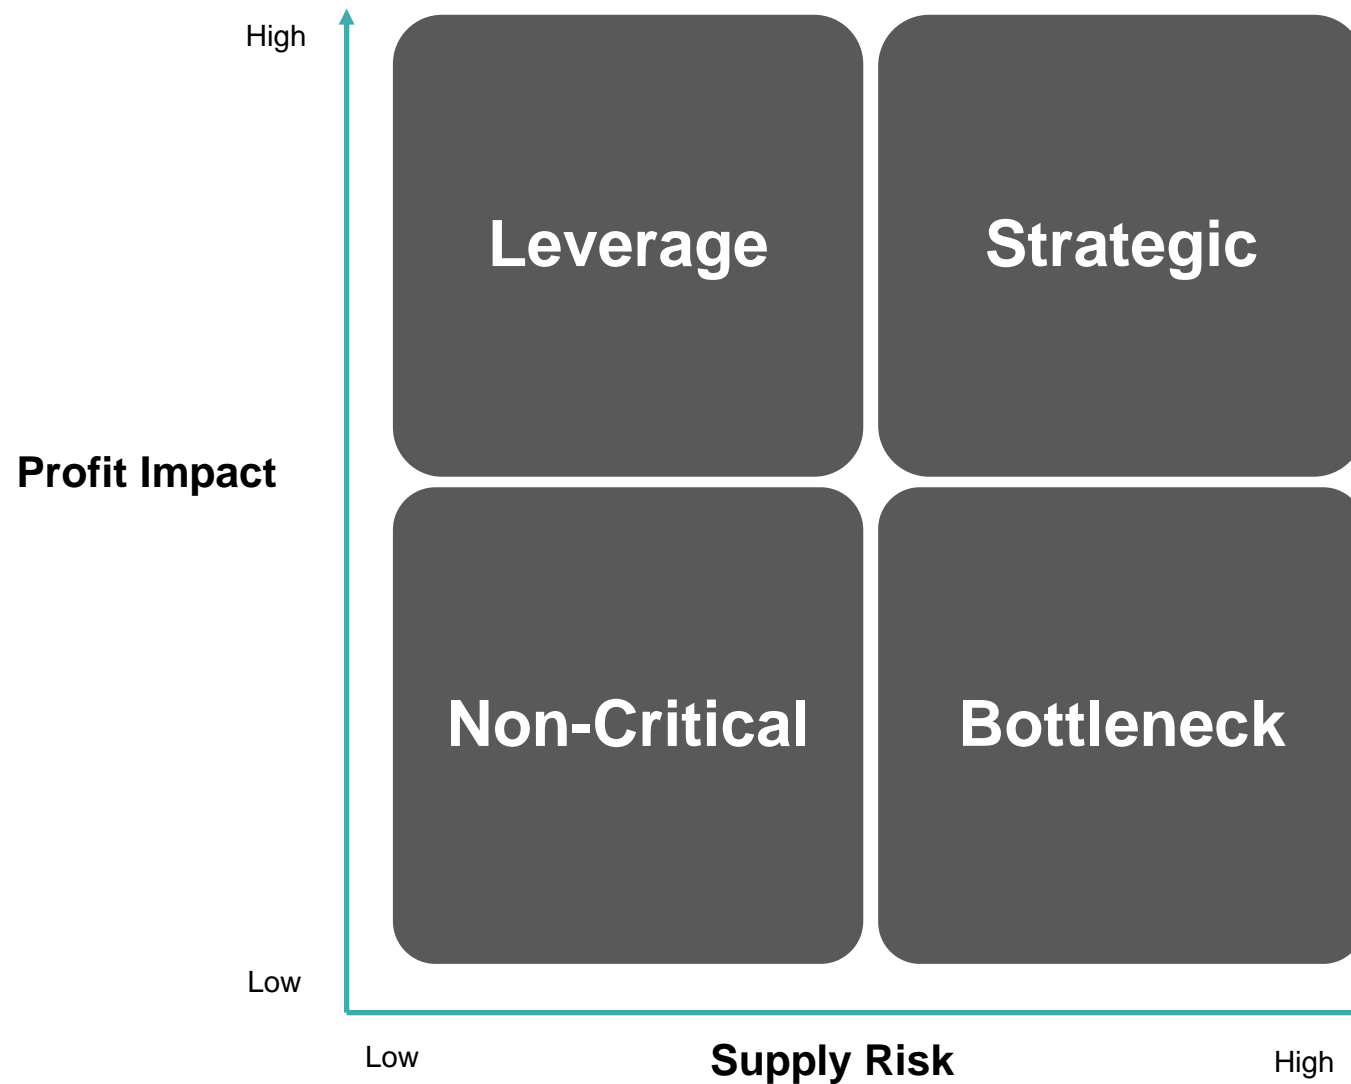 High
Leverage
Strategic
Profit Impact
Non-Critical
Bottleneck
Low
Low
Supply Risk
High